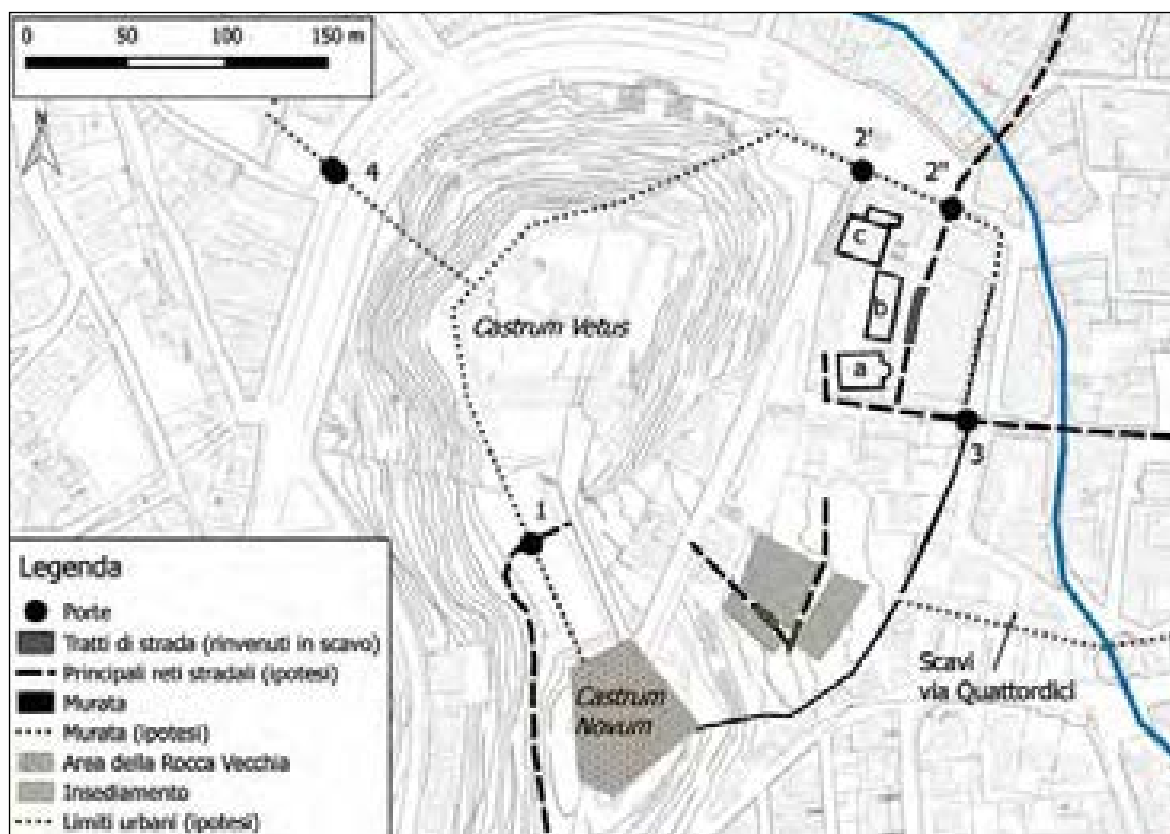 0 50 100 150 m
N
4
2'
2"
c
b
a
3
Castrum Vetus
1
Castrum
Novum
Scavi
via Quattordici
Legenda
Porte
Tratti di strada (rinvenuti in scavo)
Principali reti stradali (ipotesi)
Murata
Murata (ipotesi)
Area della Rocca Vecchia
Insediamento
Limiti urbani (ipotesi)